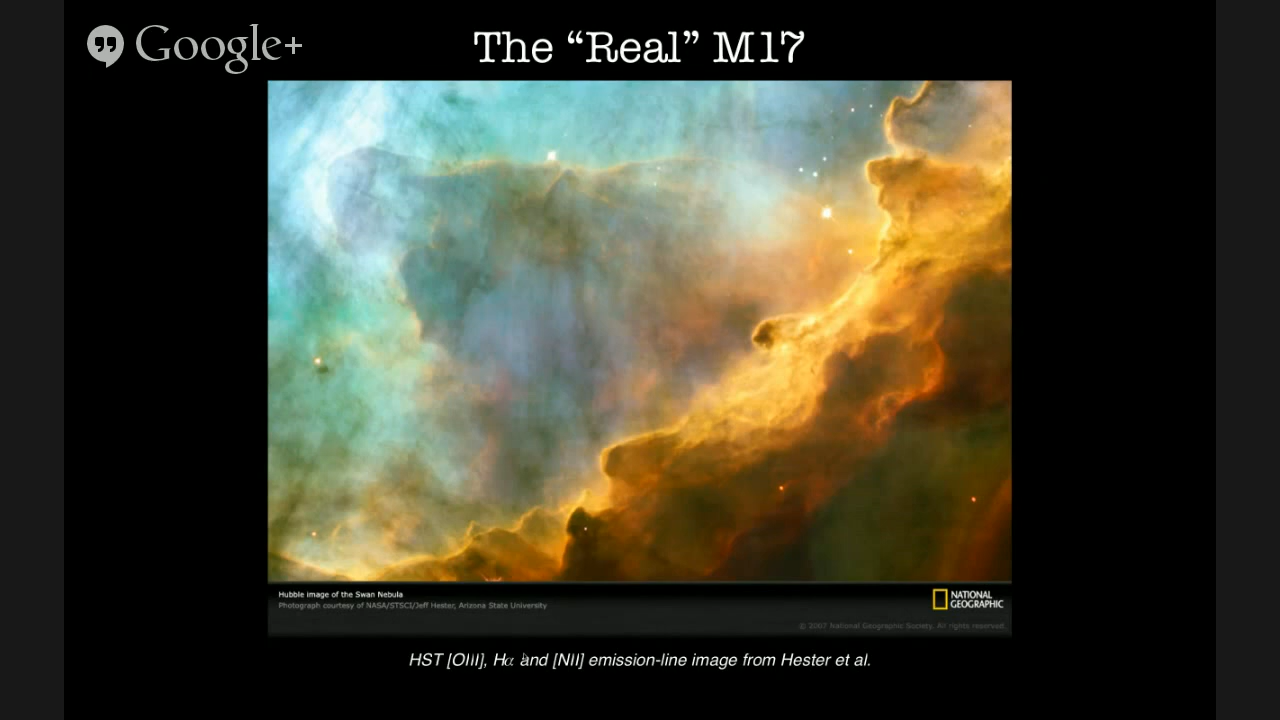 Google+
The “Real” M17
Hubble image of the Swan Nebula
Photograph courtesy of NASA/STSCI/Jeff Hester, Arizona State University
NATIONAL
GEOGRAPHIC
© 2007 National Geographic Society. All rights reserved.
HST [OIII], Hα and [NII] emission-line image from Hester et al.